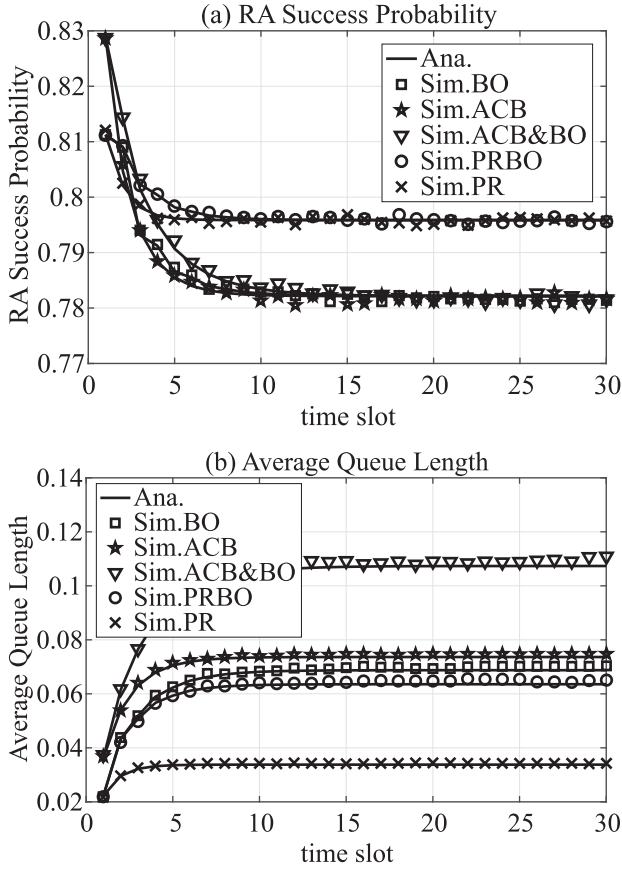 (a) RA Success Probability
RA Success Probability
0.83
0.82
0.81
0.8
0.79
0.78
0.77
Ana.
Sim.BO
Sim.ACB
Sim.ACB&BO
Sim.PRBO
Sim.PR
0 5 10 15 20 25 30
time slot
(b) Average Queue Length
Average Queue Length
0.14
0.12
0.1
0.08
0.06
0.04
0.02
Ana.
Sim.BO
Sim.ACB
Sim.ACB&BO
Sim.PRBO
Sim.PR
0 5 10 15 20 25 30
time slot